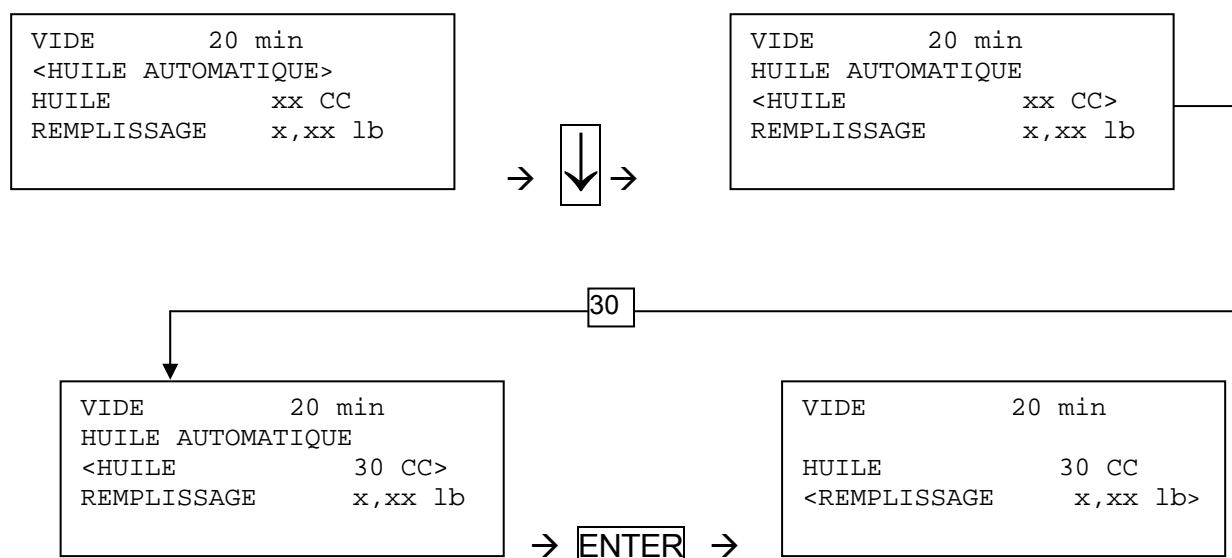 VIDE 20 min
<HUILE AUTOMATIQUE>
HUILE xx CC
REMPLISSAGE x,xx lb
→ ↓ →
VIDE 20 min
HUILE AUTOMATIQUE
<HUILE xx CC>
REMPLISSAGE x,xx lb
30
VIDE 20 min
HUILE AUTOMATIQUE
<HUILE 30 CC>
REMPLISSAGE x,xx lb
→ ENTER →
VIDE 20 min
HUILE 30 CC
<REMPLISSAGE x,xx lb>